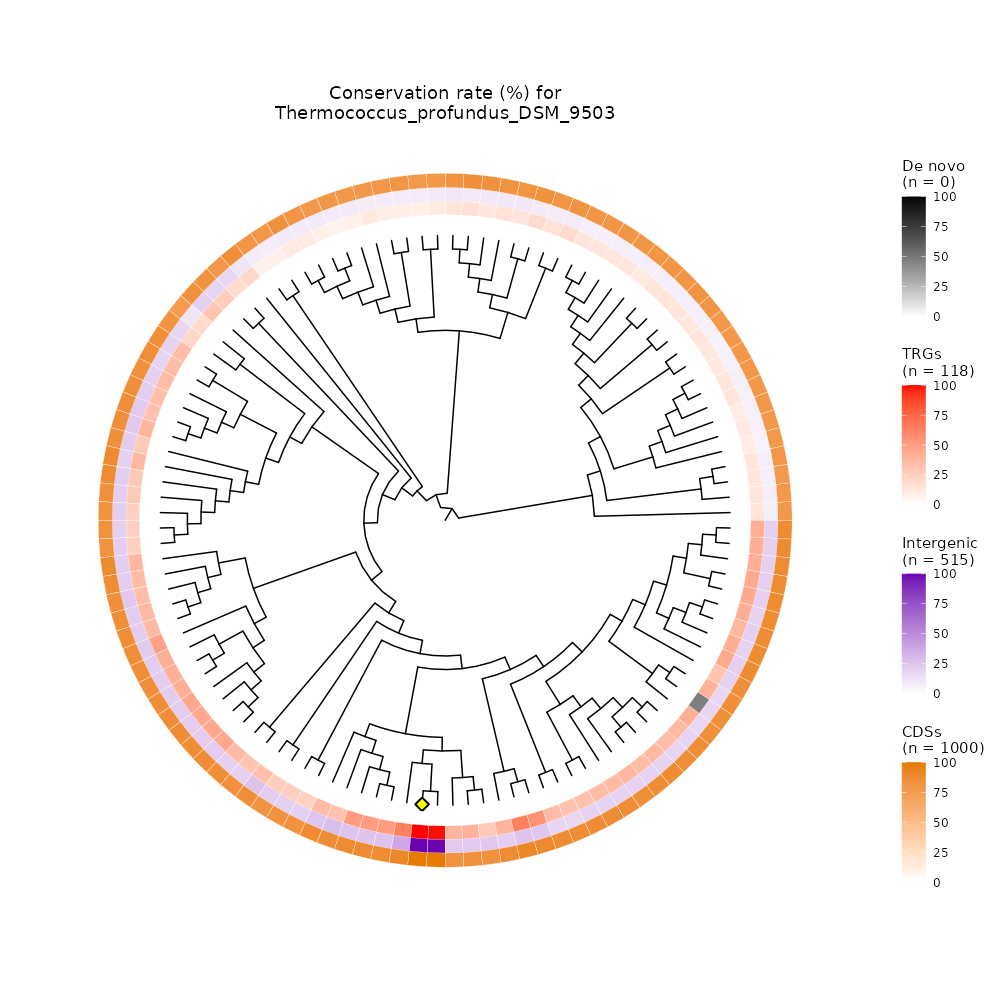 Conservation rate (%) for
Thermococcus_profundus_DSM_9503
De novo
(n = 0)
100
75
50
25
0
TRGs
(n = 118)
100
75
50
25
0
Intergenic
(n = 515)
100
75
50
25
0
CDSs
(n = 1000)
100
75
50
25
0